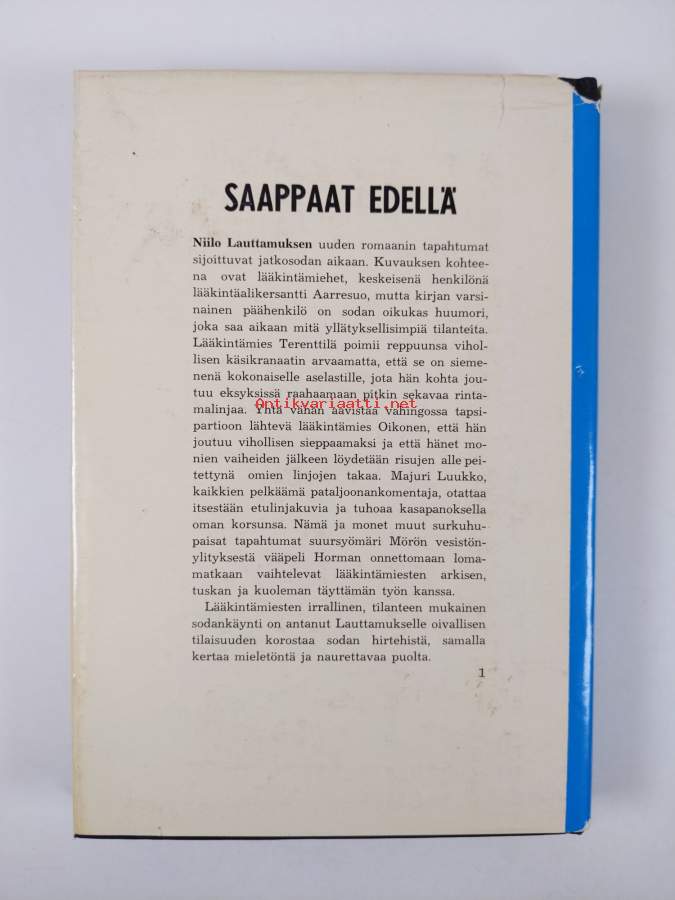 SAAPPAAT EDELLÄ
Niilo Lauttamuksen uuden romaanin tapahtumat
sijoittuvat jatkosodan aikaan. Kuvauksen kohtee-
na ovat lääkintämiehet, keskeisenä henkilönä
lääkintäalikersantti Aarresuo, mutta kirjan varsi-
nainen päähenkilö on sodan oikukas huumori,
joka saa aikaan mitä yllätyksellisimpiä tilanteita.
Lääkintämies Terenttilä poimii reppuunsa vihol-
lisen käsikranaatin arvaamatta, että se on sieme-
nenä kokonaiselle aselastille, jota hän kohta jou-
tuu eksyksissä raahaamaan pitkin sekavaa rinta-
malinjaa. Yhtä vähän aavistaa vahingossa tapsi-
Antikvariaatti.net
partioon lähtevä lääkintämies Oikonen, että hän
joutuu vihollisen sieppaamaksi ja että hänet mo-
nien vaiheiden jälkeen löydetään risujen alle pei-
tettynä omien linjojen takaa. Majuri Luukko,
kaikkien pelkäämä pataljoonankomentaja, otattaa
itsestään etulinjakuvia ja tuhoaa kasapanoksella
oman korsunsa. Nämä ja monet muut surkuhu-
paisat tapahtumat suursyömäri Mörön vesistön-
ylityksestä vääpeli Horman onnettomaan loma-
matkaan vaihtelevat lääkintämiesten arkisen,
tuskan ja kuoleman täyttämän työn kanssa.
Lääkintämiesten irrallinen, tilanteen mukainen
sodankäynti on antanut Lauttamukselle oivallisen
tilaisuuden korostaa sodan hirtehistä, samalla
kertaa mieletöntä ja naurettavaa puolta.
1